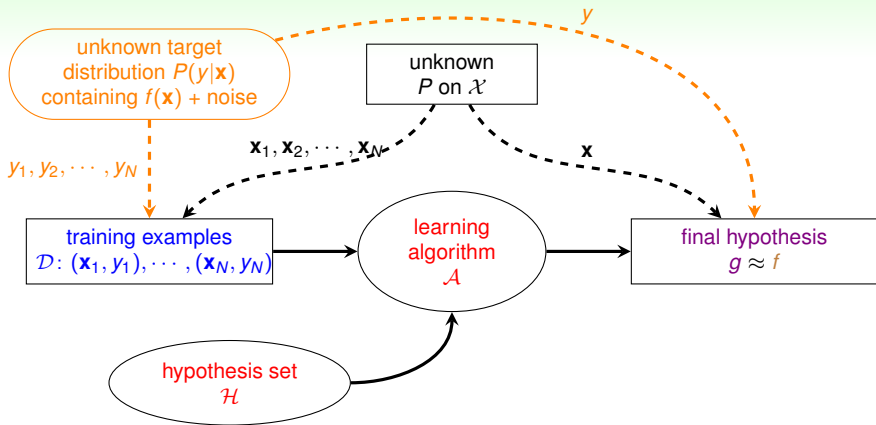 y
unknown target
distribution P(y|x)
containing f(x) + noise
unknown
P on 𝒳
x₁, x₂, ⋯ , x_N
x
y₁, y₂, ⋯ , y_N
training examples
𝒟: (x₁, y₁), ⋯ , (x_N, y_N)
learning
algorithm
𝒜
final hypothesis
g ≈ f
hypothesis set
ℋ